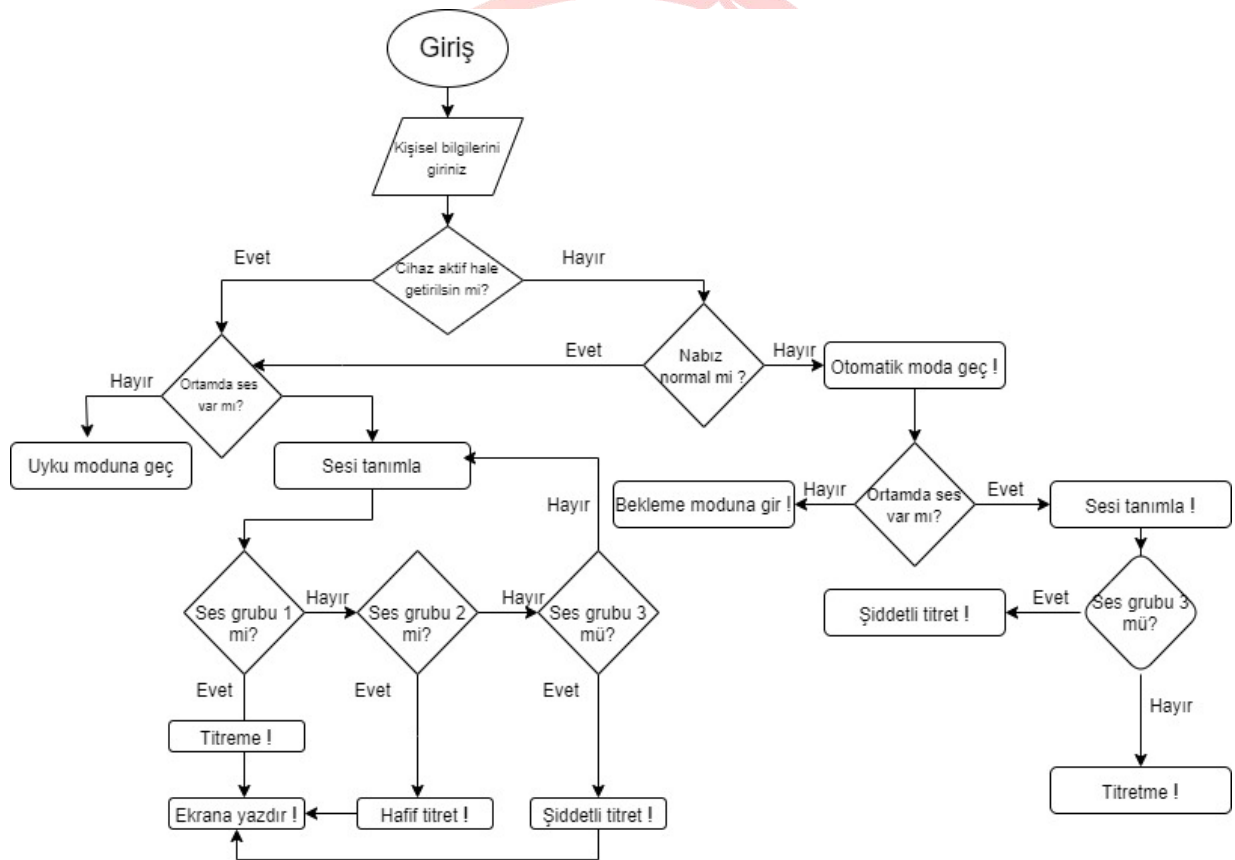 Giriş
Kişisel bilgilerini
giriniz
Cihaz aktif hale
getirilsin mi?
Evet
Hayır
Nabız
normal mi ?
Evet
Hayır
Otomatik moda geç !
Ortamda ses
var mı?
Hayır
Uyku moduna geç
Sesi tanımla
Ortamda ses
var mı?
Hayır
Bekleme moduna gir !
Evet
Sesi tanımla !
Ses grubu 1
mi?
Hayır
Ses grubu 2
mi?
Hayır
Ses grubu 3
mü?
Hayır
Evet
Evet
Evet
Titreme !
Ekrana yazdır !
Hafif titret !
Şiddetli titret !
Ses grubu 3
mü?
Evet
Şiddetli titret !
Hayır
Titretme !